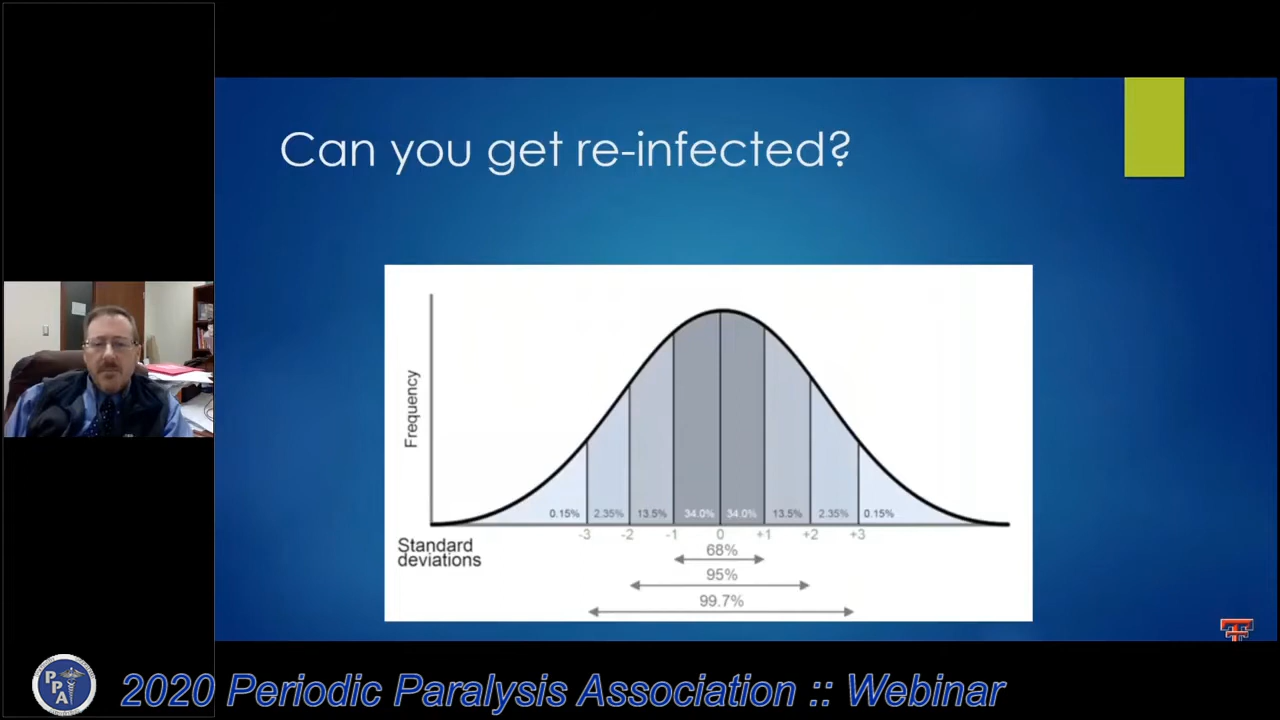 Can you get re-infected?
Frequency
0.15% 2.35% 13.5% 34.0% 34.0% 13.5% 2.35% 0.15%
-3 -2 -1 0 +1 +2 +3
Standard
deviations
68%
95%
99.7%
PPA
2020 Periodic Paralysis Association :: Webinar